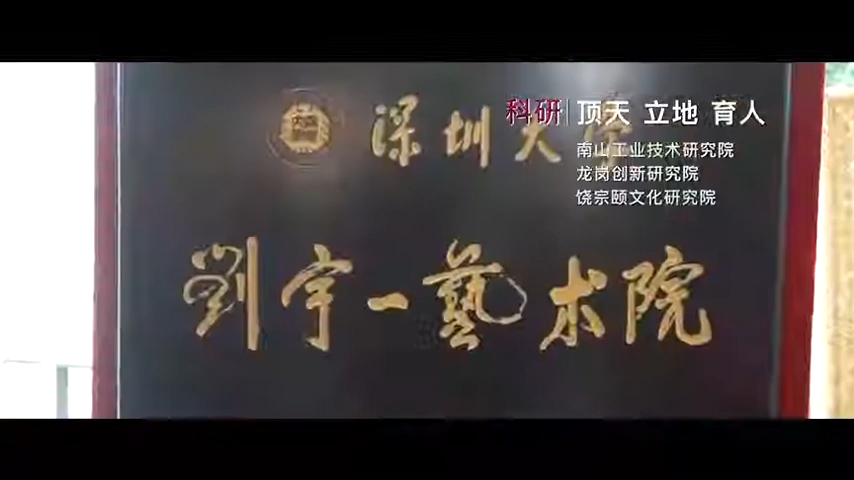 科研 顶天 立地 育人
南山工业技术研究院
龙岗创新研究院
饶宗颐文化研究院
深圳大学
劉宇一藝术院